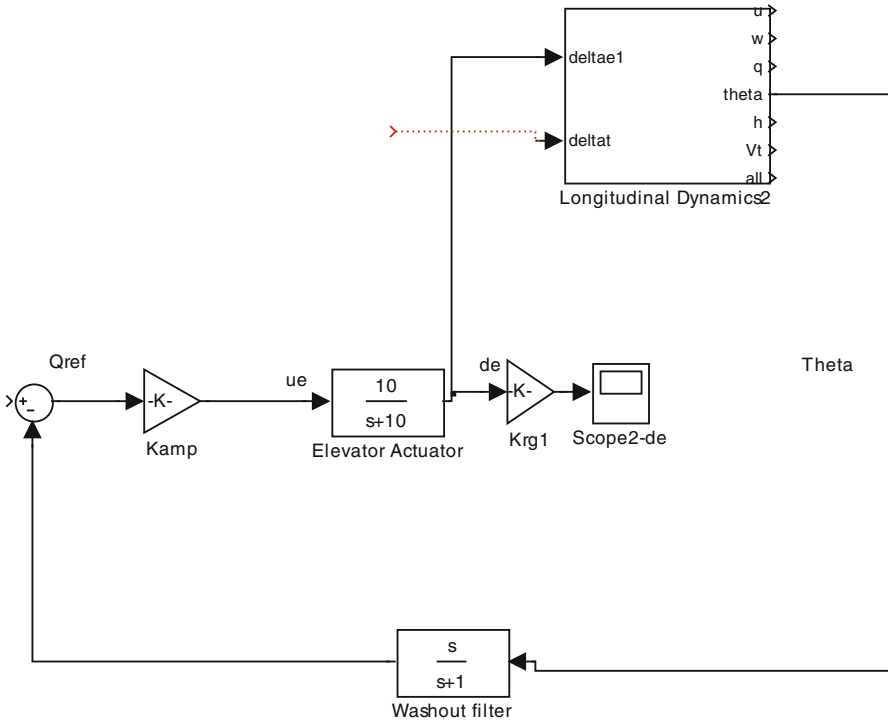 u
w
q
theta
h
Vt
all
deltae1
deltat
Longitudinal Dynamics2
Qref
+
−
-K-
Kamp
ue
10
s+10
Elevator Actuator
de
-K-
Krg1
Scope2-de
Theta
s
s+1
Washout filter